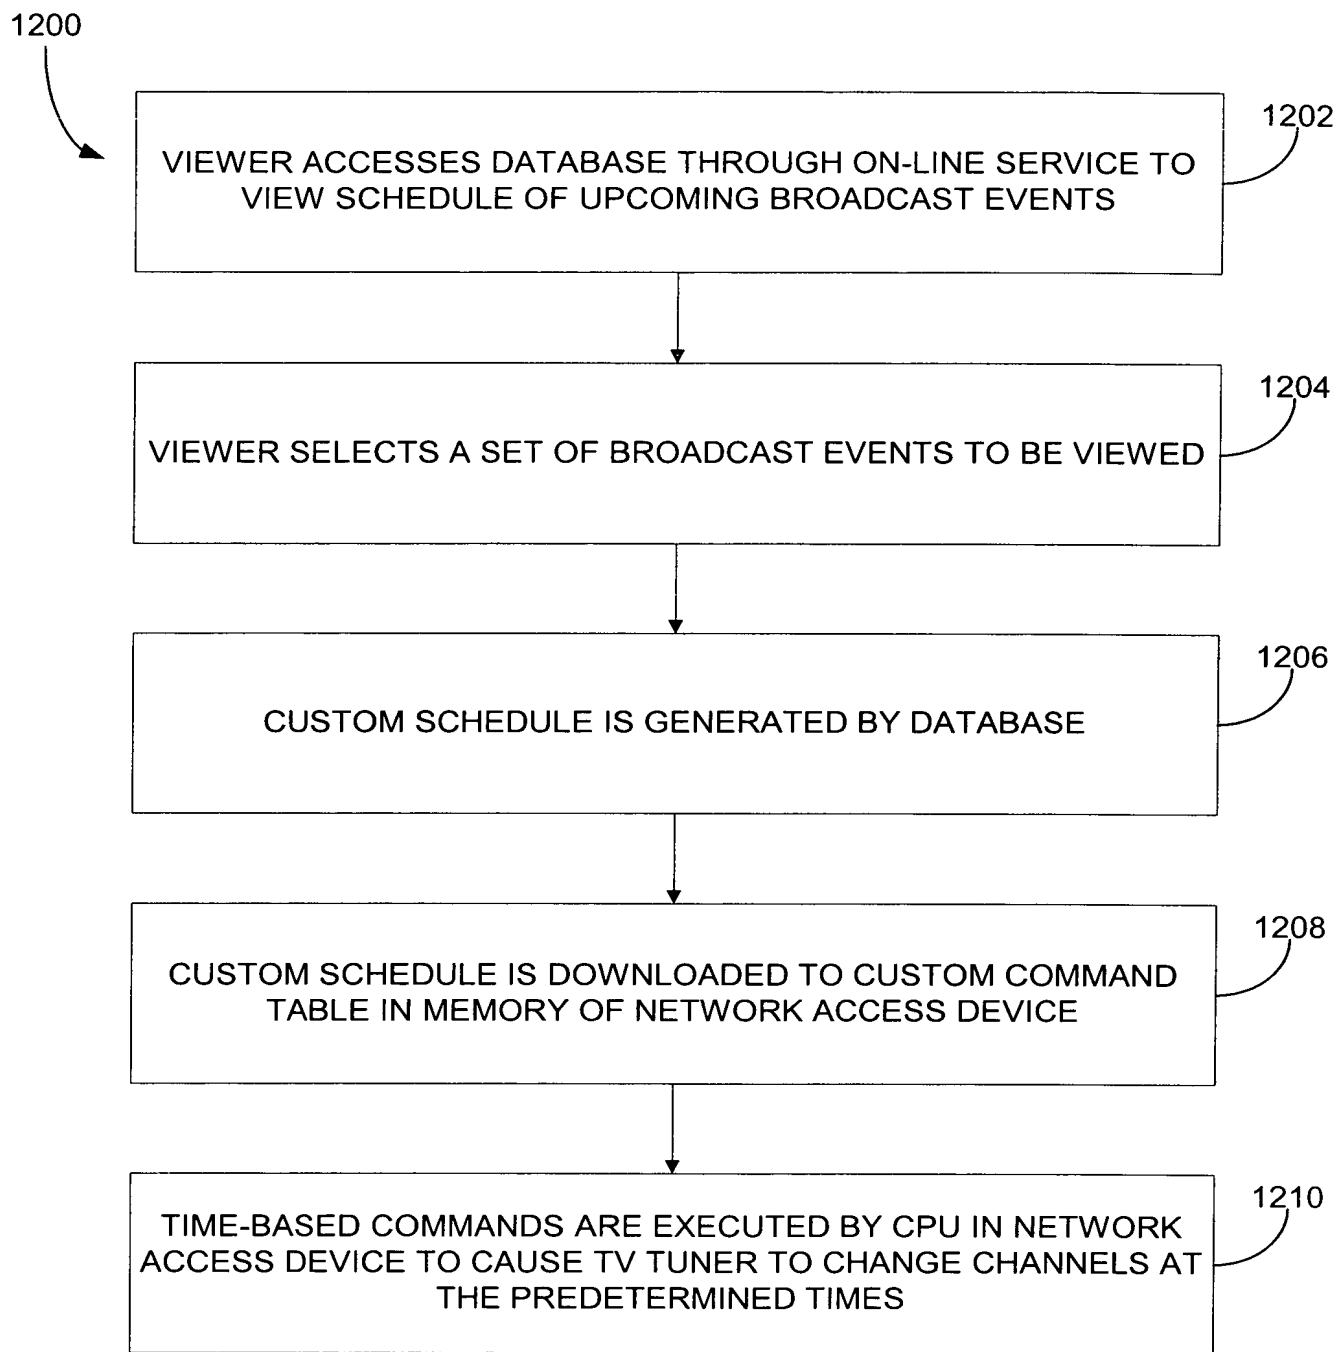 1200
1202
VIEWER ACCESSES DATABASE THROUGH ON-LINE SERVICE TO
VIEW SCHEDULE OF UPCOMING BROADCAST EVENTS
1204
VIEWER SELECTS A SET OF BROADCAST EVENTS TO BE VIEWED
1206
CUSTOM SCHEDULE IS GENERATED BY DATABASE
1208
CUSTOM SCHEDULE IS DOWNLOADED TO CUSTOM COMMAND
TABLE IN MEMORY OF NETWORK ACCESS DEVICE
1210
TIME-BASED COMMANDS ARE EXECUTED BY CPU IN NETWORK
ACCESS DEVICE TO CAUSE TV TUNER TO CHANGE CHANNELS AT
THE PREDETERMINED TIMES